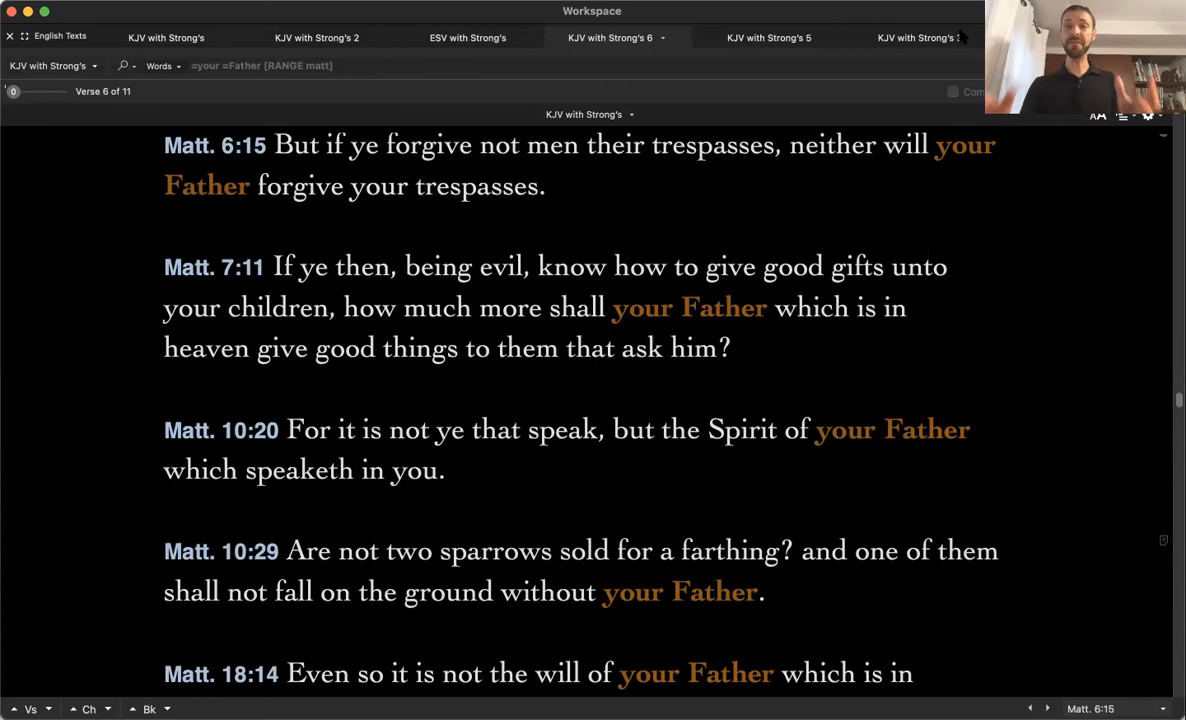 Workspace
English Texts KJV with Strong's KJV with Strong's 2 ESV with Strong's KJV with Strong's 6 KJV with Strong's 5 KJV with Strong's
KJV with Strong's Words =your =Father [RANGE matt]
0 Verse 6 of 11 Com
KJV with Strong's AA
Matt. 6:15 But if ye forgive not men their trespasses, neither will your
Father forgive your trespasses.
Matt. 7:11 If ye then, being evil, know how to give good gifts unto
your children, how much more shall your Father which is in
heaven give good things to them that ask him?
Matt. 10:20 For it is not ye that speak, but the Spirit of your Father
which speaketh in you.
Matt. 10:29 Are not two sparrows sold for a farthing? and one of them
shall not fall on the ground without your Father.
Matt. 18:14 Even so it is not the will of your Father which is in
Vs Ch Bk Matt. 6:15